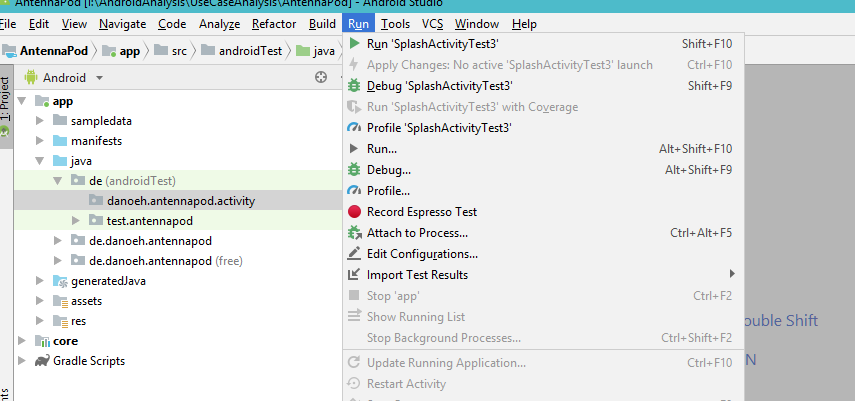 AntennaPod [I:\AndroidAnalysis\UseCaseAnalysis\AntennaPod] - Android Studio
File Edit View Navigate Code Analyze Refactor Build Run Tools VCS Window Help
AntennaPod app src androidTest java
1: Project
Android
app
sampledata
manifests
java
de (androidTest)
danoeh.antennapod.activity
test.antennapod
de.danoeh.antennapod
de.danoeh.antennapod (free)
generatedJava
assets
res
core
Gradle Scripts
Run 'SplashActivityTest3' Shift+F10
Apply Changes: No active 'SplashActivityTest3' launch Ctrl+F10
Debug 'SplashActivityTest3' Shift+F9
Run 'SplashActivityTest3' with Coverage
Profile 'SplashActivityTest3'
Run... Alt+Shift+F10
Debug... Alt+Shift+F9
Profile...
Record Espresso Test
Attach to Process... Ctrl+Alt+F5
Edit Configurations...
Import Test Results
Stop 'app' Ctrl+F2
Show Running List
Stop Background Processes... Ctrl+Shift+F2
Update Running Application... Ctrl+F10
Restart Activity
ouble Shift
N
nts